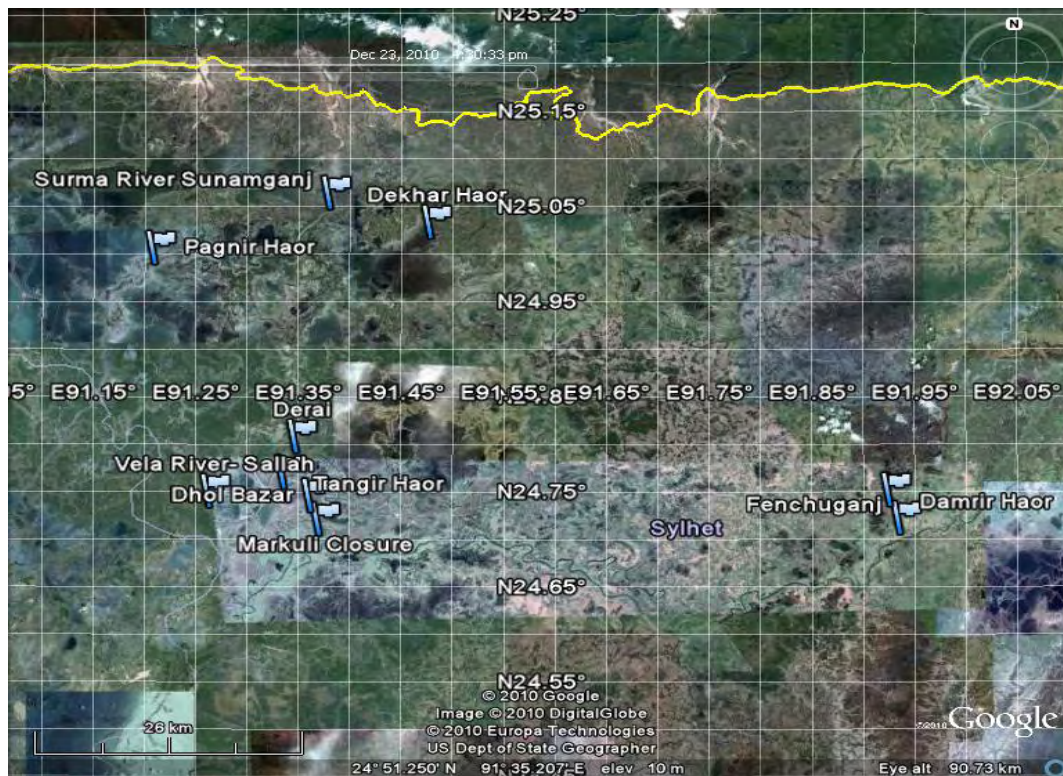 N25.25°
N
Dec 23, 2010
N25.15°
Surma River Sunamganj
Dekhar Haor
N25.05°
Pagnir Haor
N24.95°
E91.15° E91.25° E91.35° E91.45° E91.55° E91.65° E91.75° E91.85° E91.95° E92.05°
Derai
Vela River-Sallah
Dhol Bazar
Tiangir Haor
N24.75°
Fenchuganj
Damrir Haor
Sylhet
Markuli Closure
N24.65°
N24.55°
© 2010 Google
Image © 2010 DigitalGlobe
© 2010 Europa Technologies
US Dept of State Geographer
26 km
©2010 Google
24° 51.250' N 91° 35.207' E elev 10 m
Eye alt 90.73 km